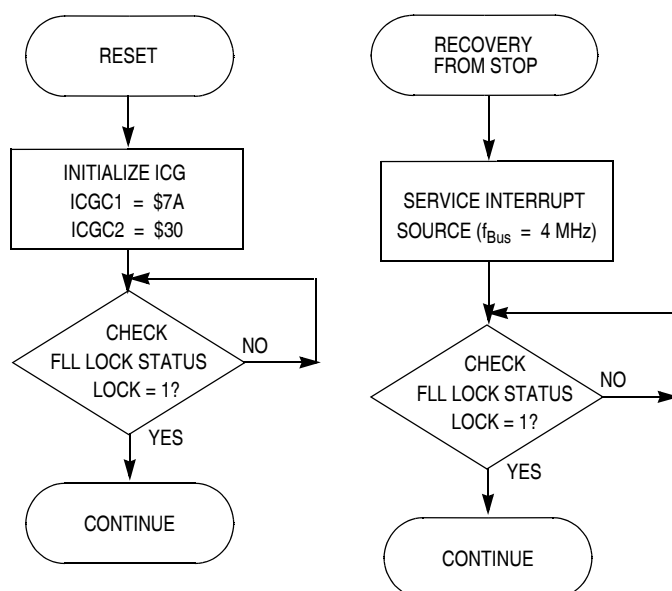 RESET
INITIALIZE ICG
ICGC1 = $7A
ICGC2 = $30
CHECK
FLL LOCK STATUS
LOCK = 1?
NO
YES
CONTINUE
RECOVERY
FROM STOP
SERVICE INTERRUPT
SOURCE (fBus = 4 MHz)
CHECK
FLL LOCK STATUS
LOCK = 1?
NO
YES
CONTINUE